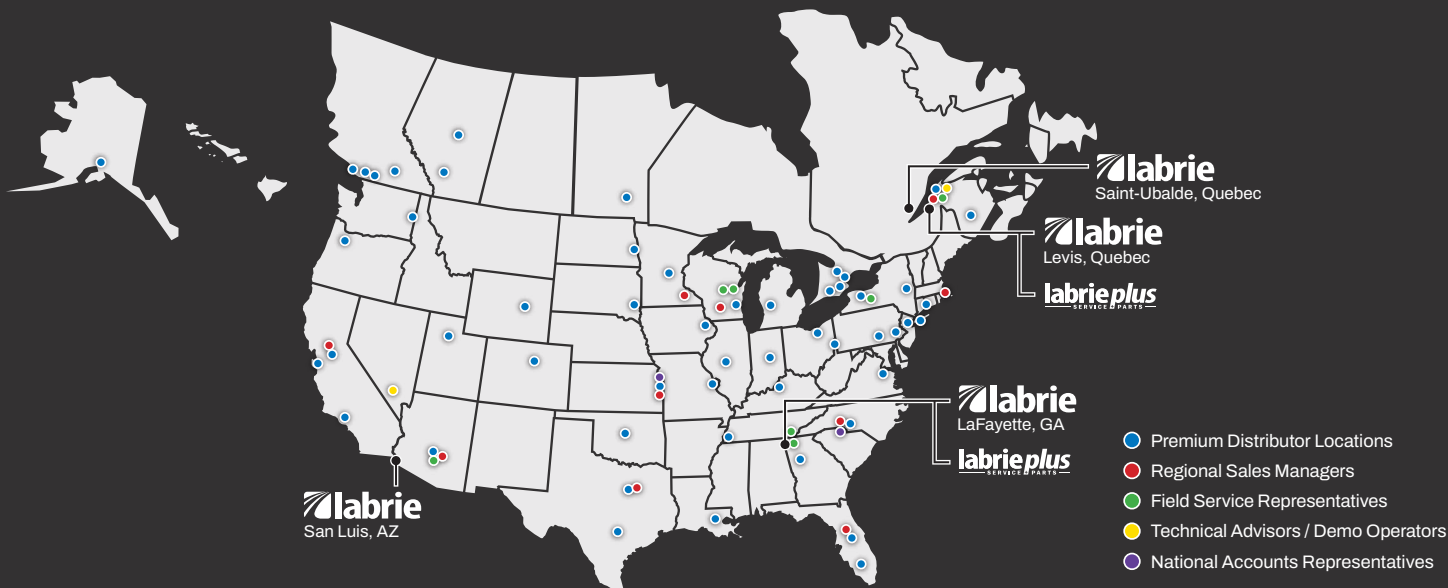 labrie
Saint-Ubalde, Quebec
labrie
Levis, Quebec
labrieplus
SERVICE & PARTS
labrie
LaFayette, GA
labrieplus
SERVICE & PARTS
labrie
San Luis, AZ
Premium Distributor Locations
Regional Sales Managers
Field Service Representatives
Technical Advisors / Demo Operators
National Accounts Representatives